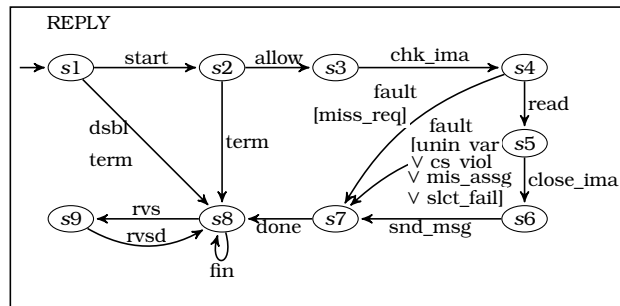 REPLY
start
allow
chk_ima
s1
s2
s3
s4
fault
[miss_req]
read
dsbl
term
term
fault
[unin_var
∨ cs_viol
∨ mis_assg
∨ slct_fail]
s5
close_ima
s9
rvs
s8
done
s7
snd_msg
s6
rvsd
fin